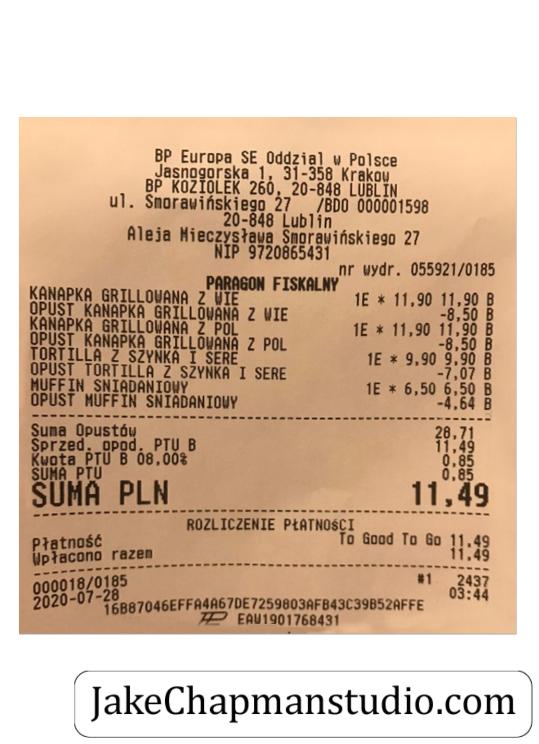 BP Europa SE Oddzial w Polsce
Jasnogorska 1, 31-358 Krakow
BP KOZIOLEK 260, 20-848 LUBLIN
ul. Smorawińskiego 27 /BDO 000001598
20-848 Lublin
Aleja Mieczysława Smorawińskiego 27
NIP 9720865431
nr wydr. 055921/0185
PARAGON FISKALNY
KANAPKA GRILLOWANA Z WIE 1E * 11,90 11,90 B
OPUST KANAPKA GRILLOWANA Z WIE -8,50 B
KANAPKA GRILLOWANA Z POL 1E * 11,90 11,90 B
OPUST KANAPKA GRILLOWANA Z POL -8,50 B
TORTILLA Z SZYNKA I SERE 1E * 9,90 9,90 B
OPUST TORTILLA Z SZYNKA I SERE -7,07 B
MUFFIN SNIADANIOWY 1E * 6,50 6,50 B
OPUST MUFFIN SNIADANIOWY -4,64 B
Suma Opustów 28,71
Sprzed. opod. PTU B 11,49
Kwota PTU B 08,00% 0,85
SUMA PTU 0,85
SUMA PLN 11,49
ROZLICZENIE PŁATNOŚCI
Płatność To Good To Go 11,49
Wpłacono razem 11,49
000018/0185 #1 2437
2020-07-28 03:44
16B87046EFFA4A67DE7259803AFB43C39B52AFFE
EAW1901768431
JakeChapmanstudio.com